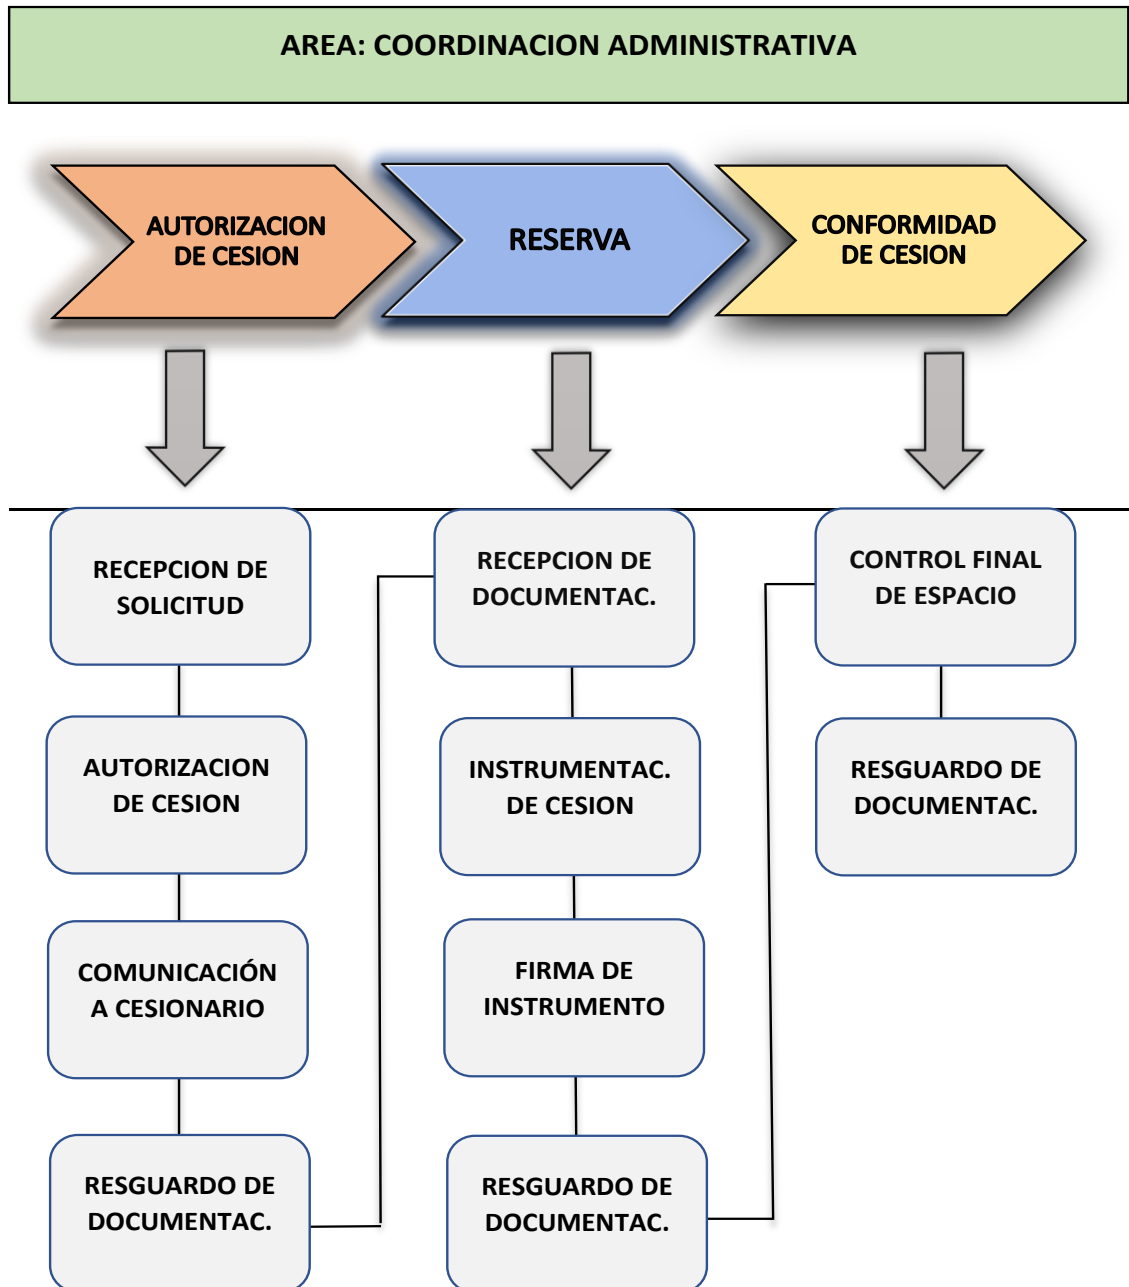 AREA: COORDINACION ADMINISTRATIVA
AUTORIZACION
DE CESION
RESERVA
CONFORMIDAD
DE CESION
RECEPCION DE
SOLICITUD
AUTORIZACION
DE CESION
COMUNICACIÓN
A CESIONARIO
RESGUARDO DE
DOCUMENTAC.
RECEPCION DE
DOCUMENTAC.
INSTRUMENTAC.
DE CESION
FIRMA DE
INSTRUMENTO
RESGUARDO DE
DOCUMENTAC.
CONTROL FINAL
DE ESPACIO
RESGUARDO DE
DOCUMENTAC.